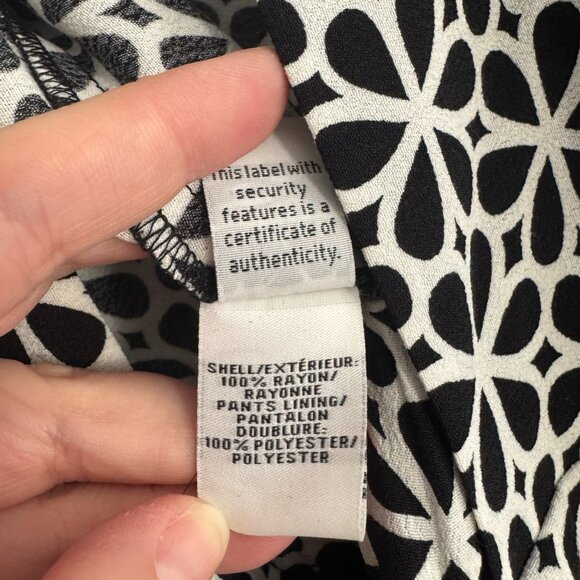 This label with
security
features is a
certificate of
authenticity.
SHELL/EXTÉRIEUR:
100% RAYON/
RAYONNE
PANTS LINING/
PANTALON
DOUBLURE:
100% POLYESTER/
POLYESTER